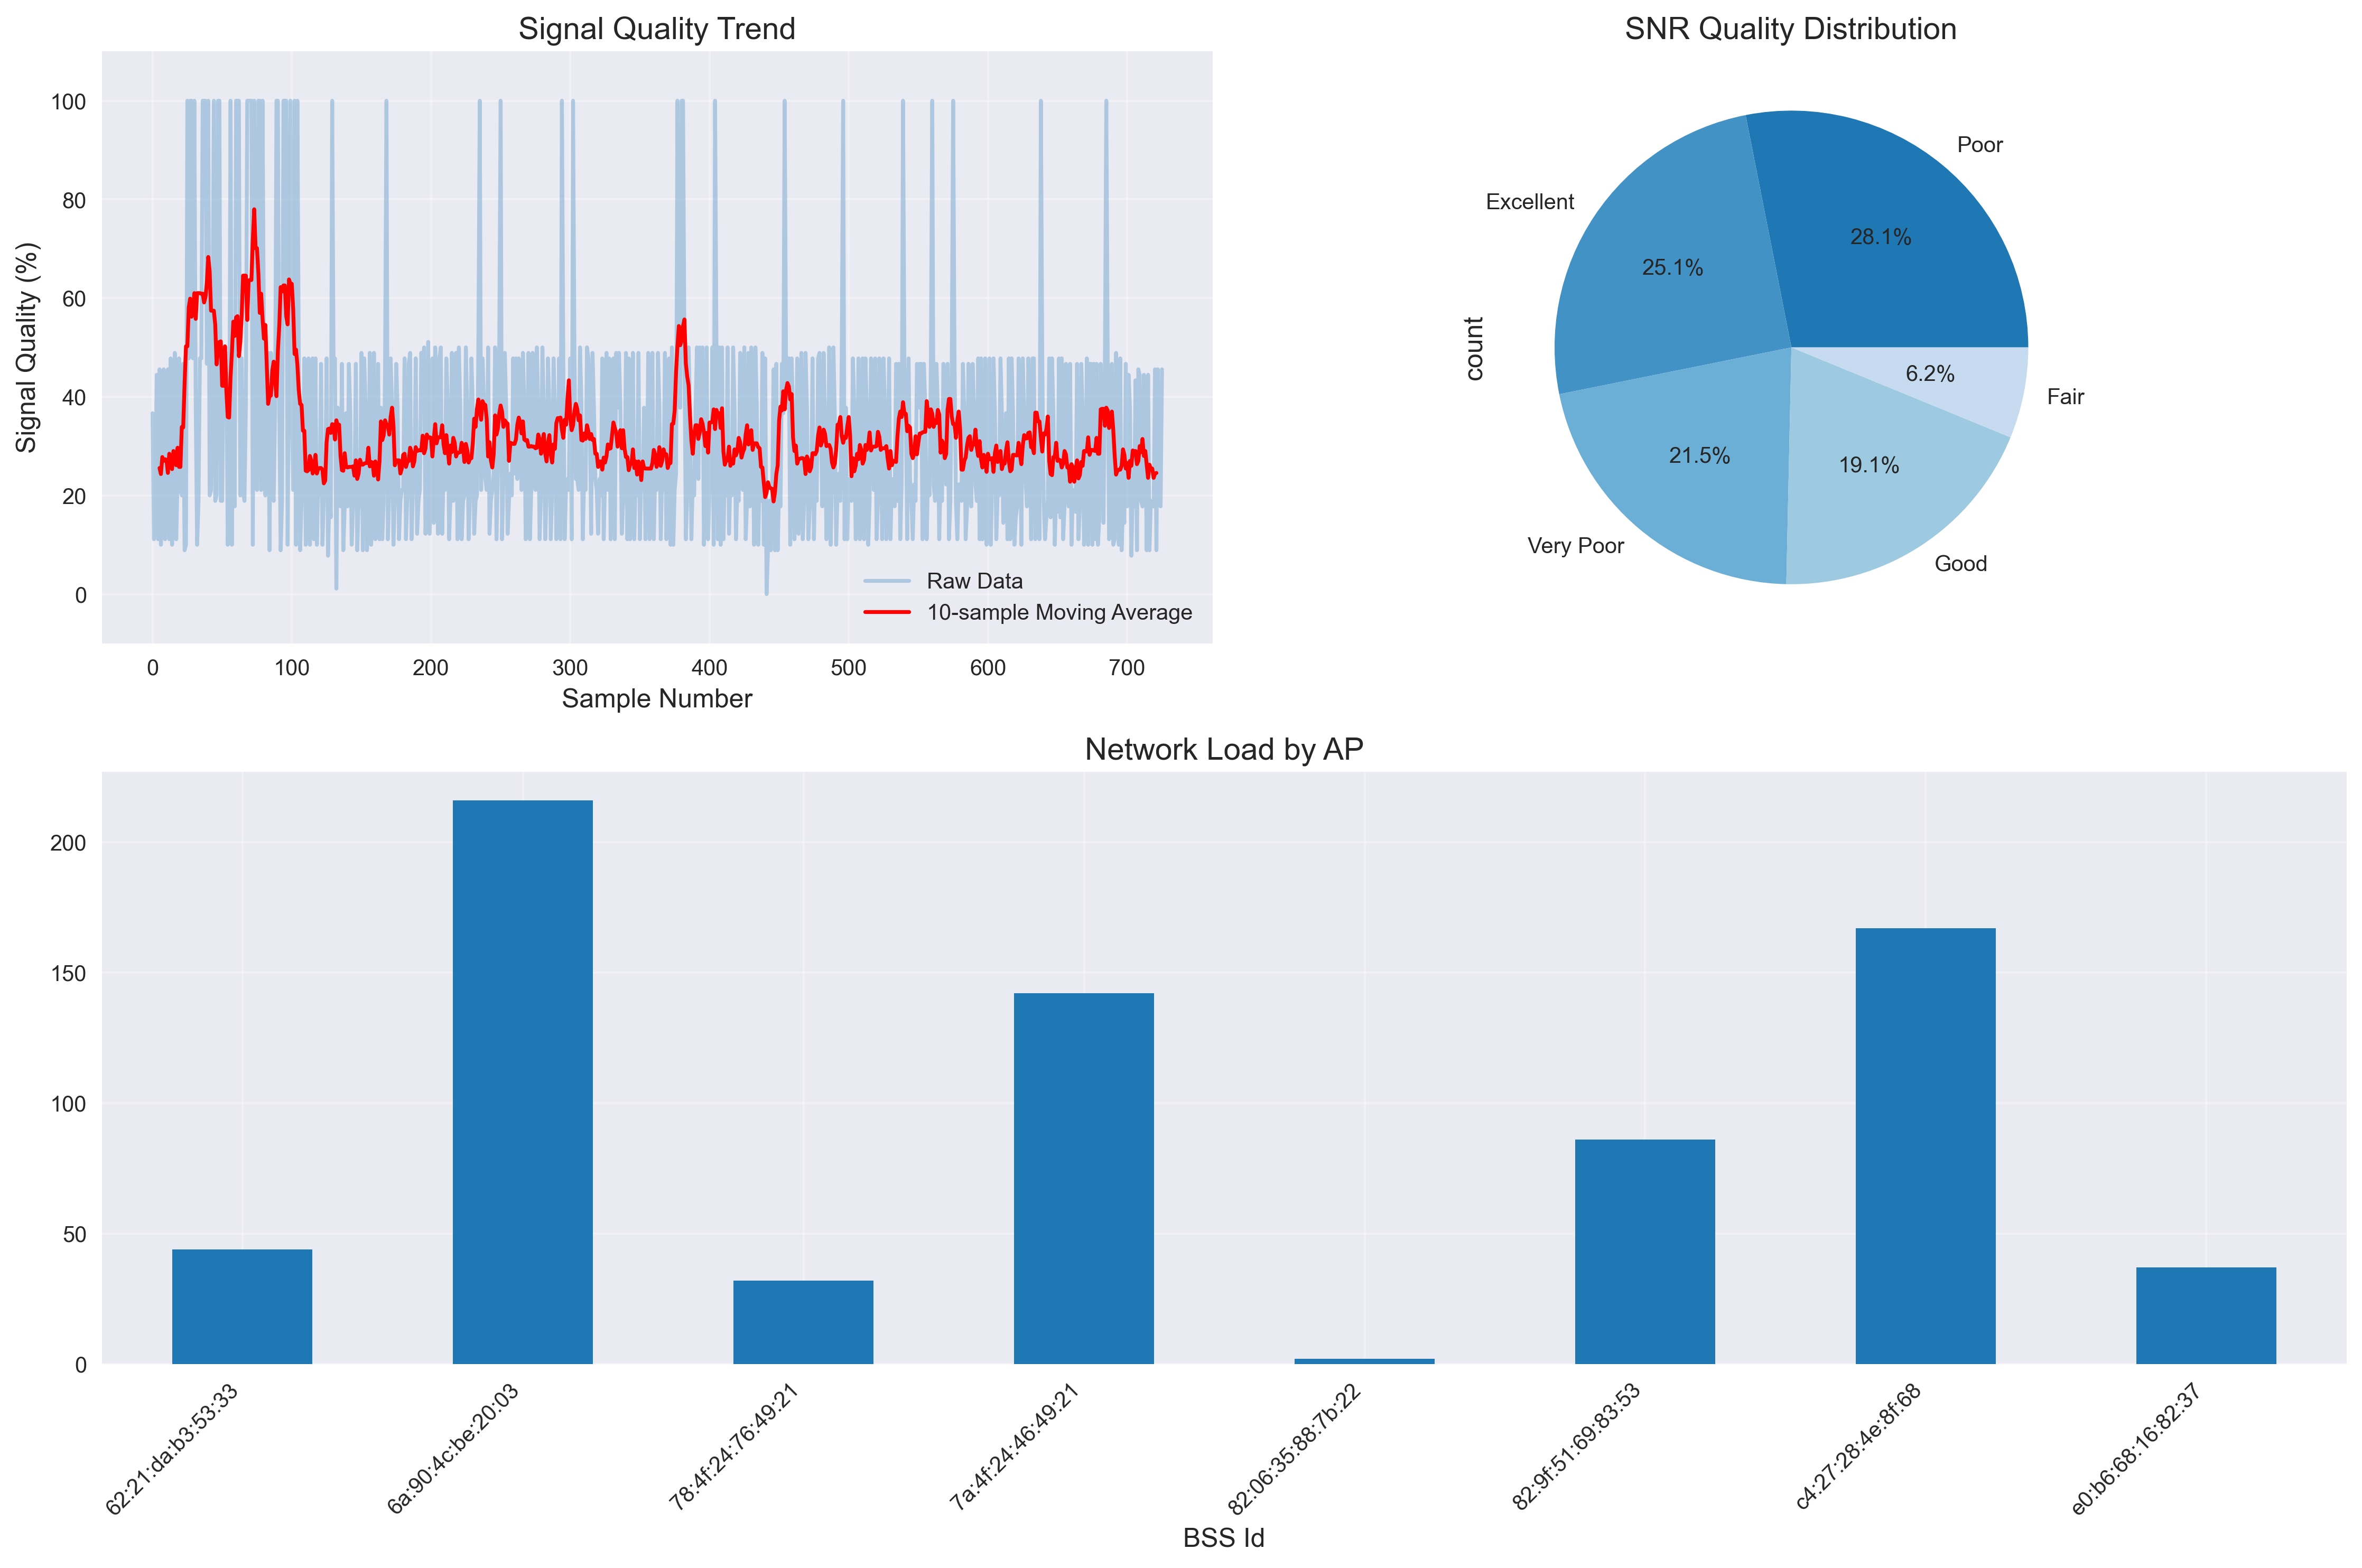 Signal Quality Trend
Signal Quality (%)
100
80
60
40
20
0
Raw Data
10-sample Moving Average
0 100 200 300 400 500 600 700
Sample Number
SNR Quality Distribution
count
Poor
28.1%
Excellent
25.1%
Very Poor
21.5%
Good
19.1%
Fair
6.2%
Network Load by AP
200
150
100
50
0
62:21:da:b3:53:33
6a:90:4c:be:20:03
78:4f:24:76:49:21
7a:4f:24:46:49:21
82:06:35:88:7b:22
82:9f:51:69:83:53
c4:27:28:4e:8f:68
e0:b6:68:16:82:37
BSS Id